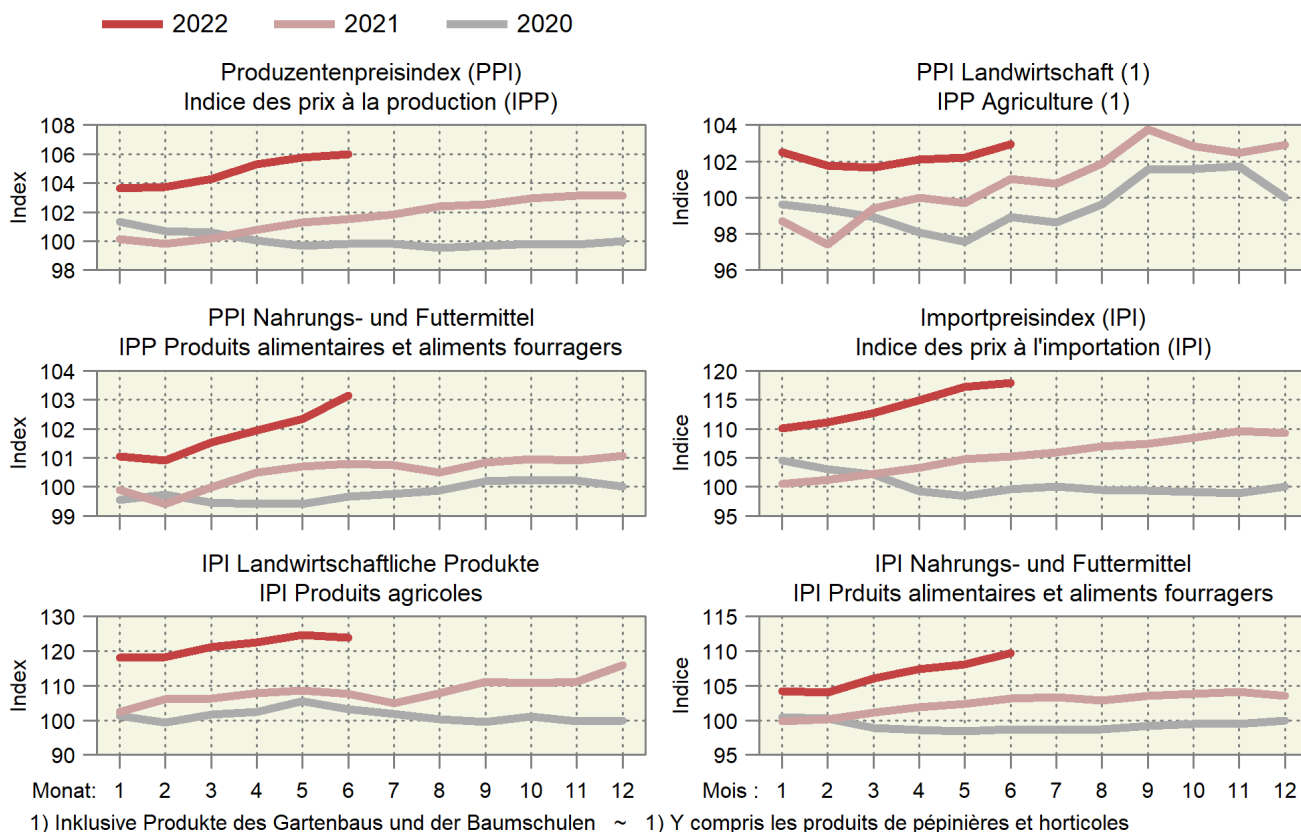 2022 2021 2020
Produzentenpreisindex (PPI)
Indice des prix à la production (IPP)
Index
108
106
104
102
100
98
PPI Landwirtschaft (1)
IPP Agriculture (1)
Indice
104
102
100
98
96
PPI Nahrungs- und Futtermittel
IPP Produits alimentaires et aliments fourragers
Index
104
103
102
101
100
99
Importpreisindex (IPI)
Indice des prix à l'importation (IPI)
Indice
120
115
110
105
100
95
IPI Landwirtschaftliche Produkte
IPI Produits agricoles
Index
130
120
110
100
90
Monat: 1 2 3 4 5 6 7 8 9 10 11 12
IPI Nahrungs- und Futtermittel
IPI Prduits alimentaires et aliments fourragers
Indice
115
110
105
100
95
Mois : 1 2 3 4 5 6 7 8 9 10 11 12
1) Inklusive Produkte des Gartenbaus und der Baumschulen ~ 1) Y compris les produits de pépinières et horticoles